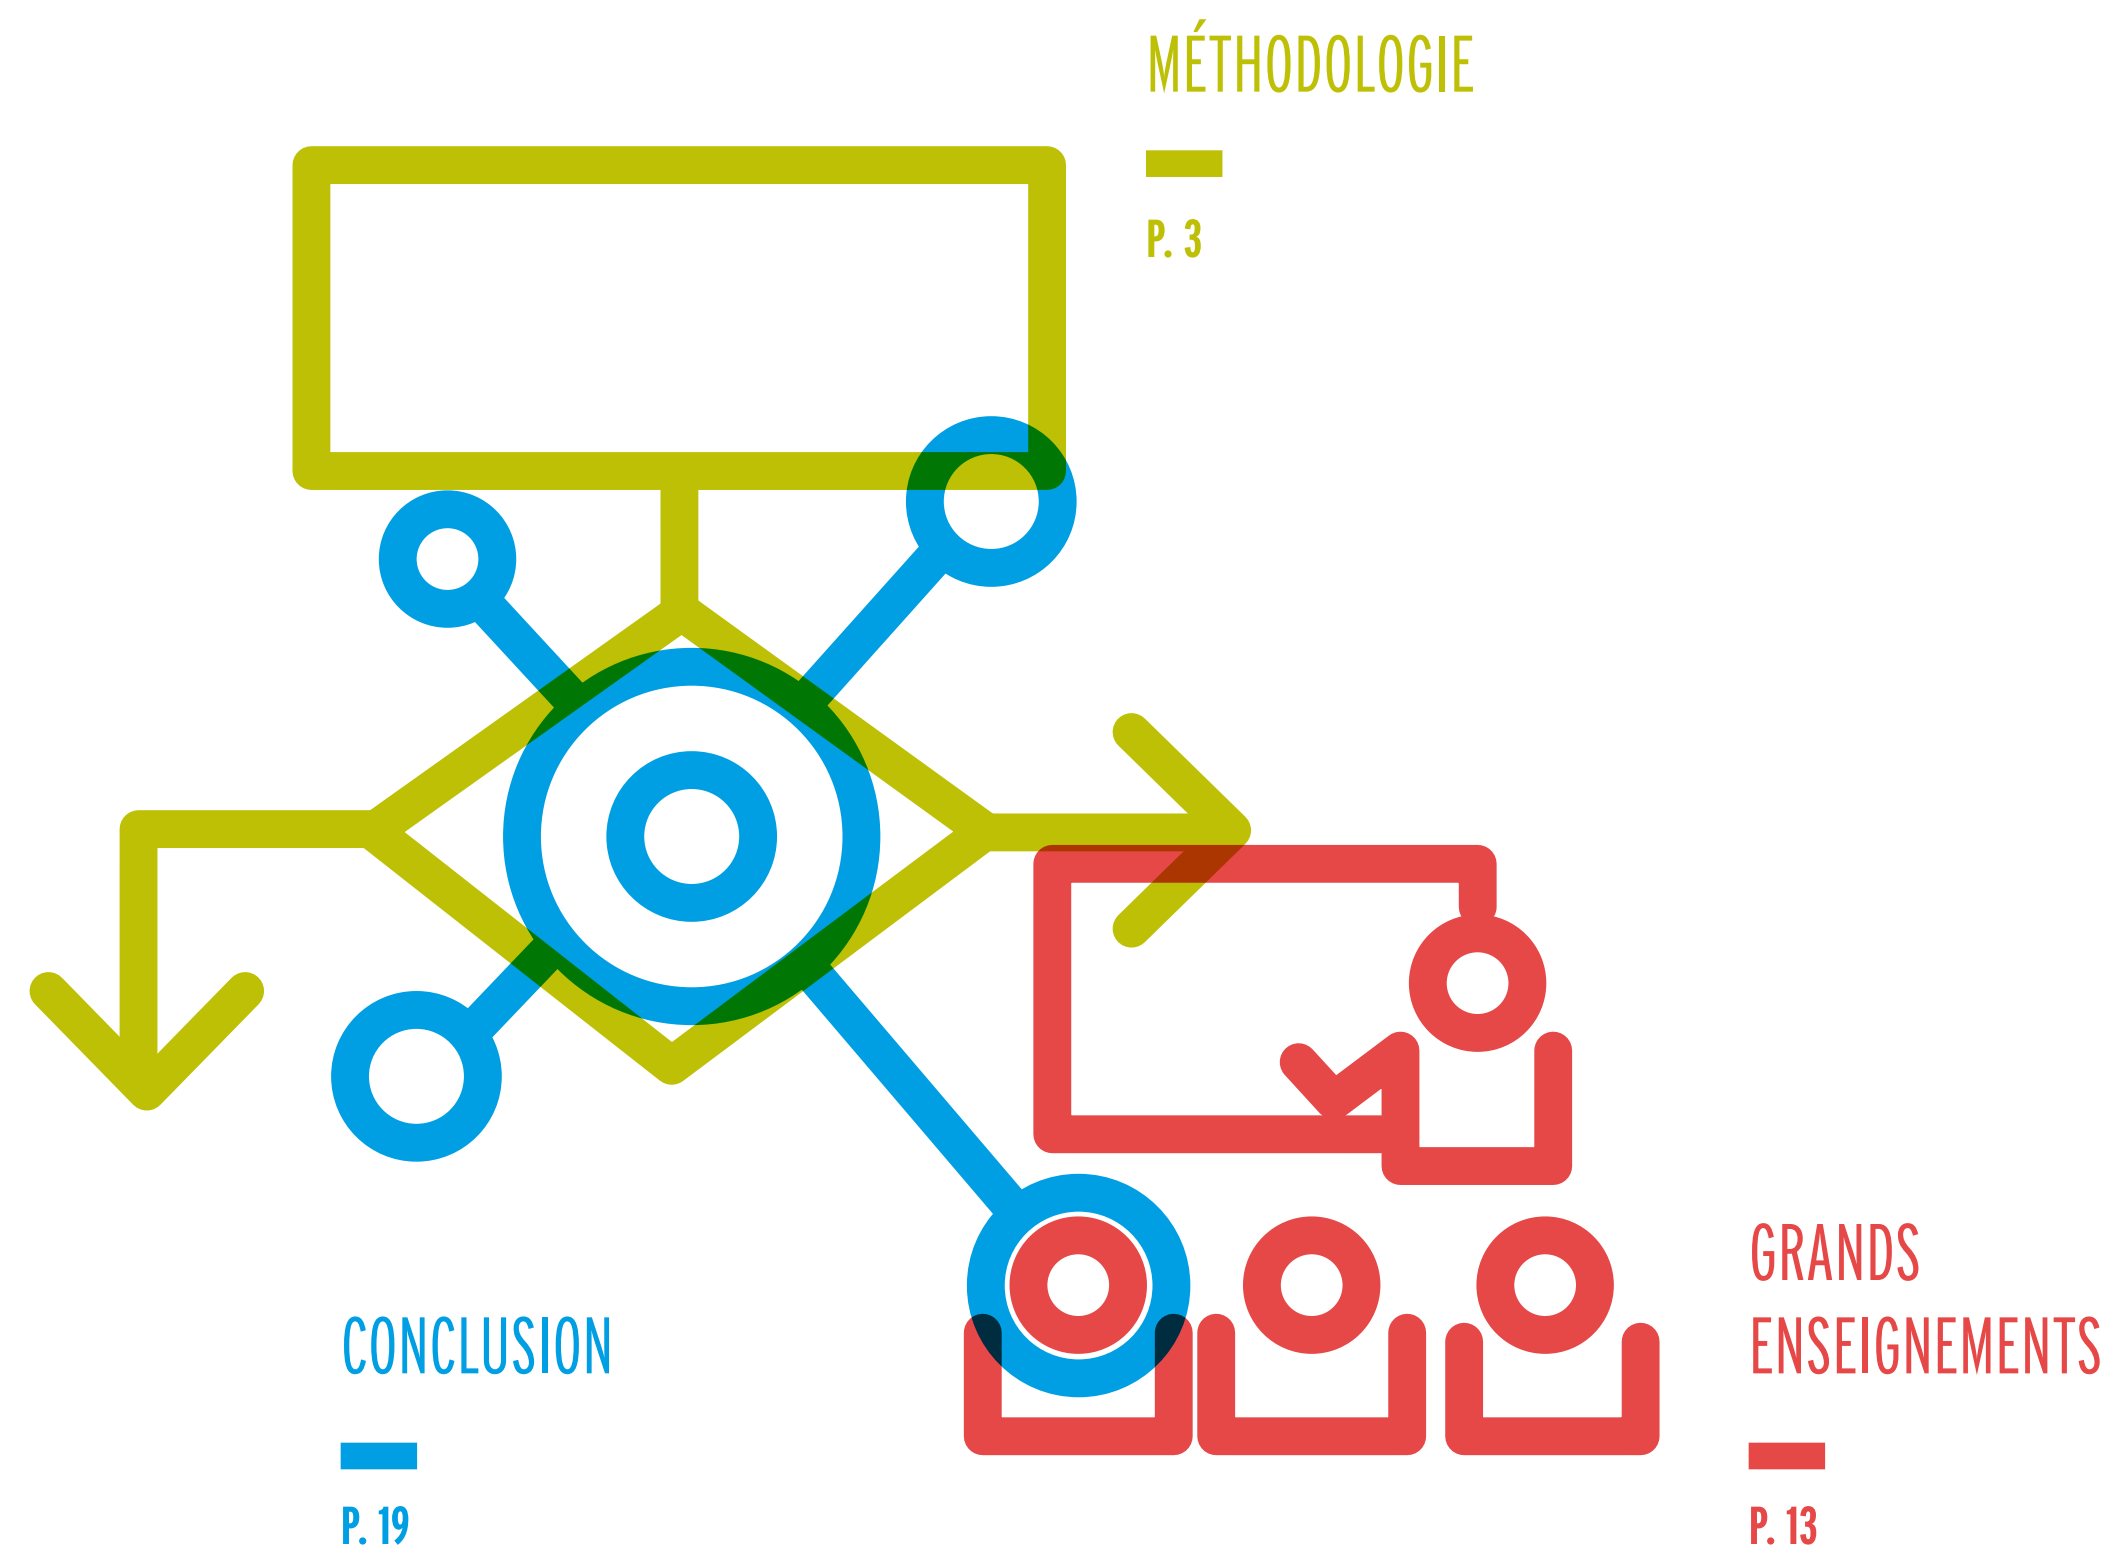 MÉTHODOLOGIE
P. 3
GRANDS
ENSEIGNEMENTS
P. 13
CONCLUSION
P. 19